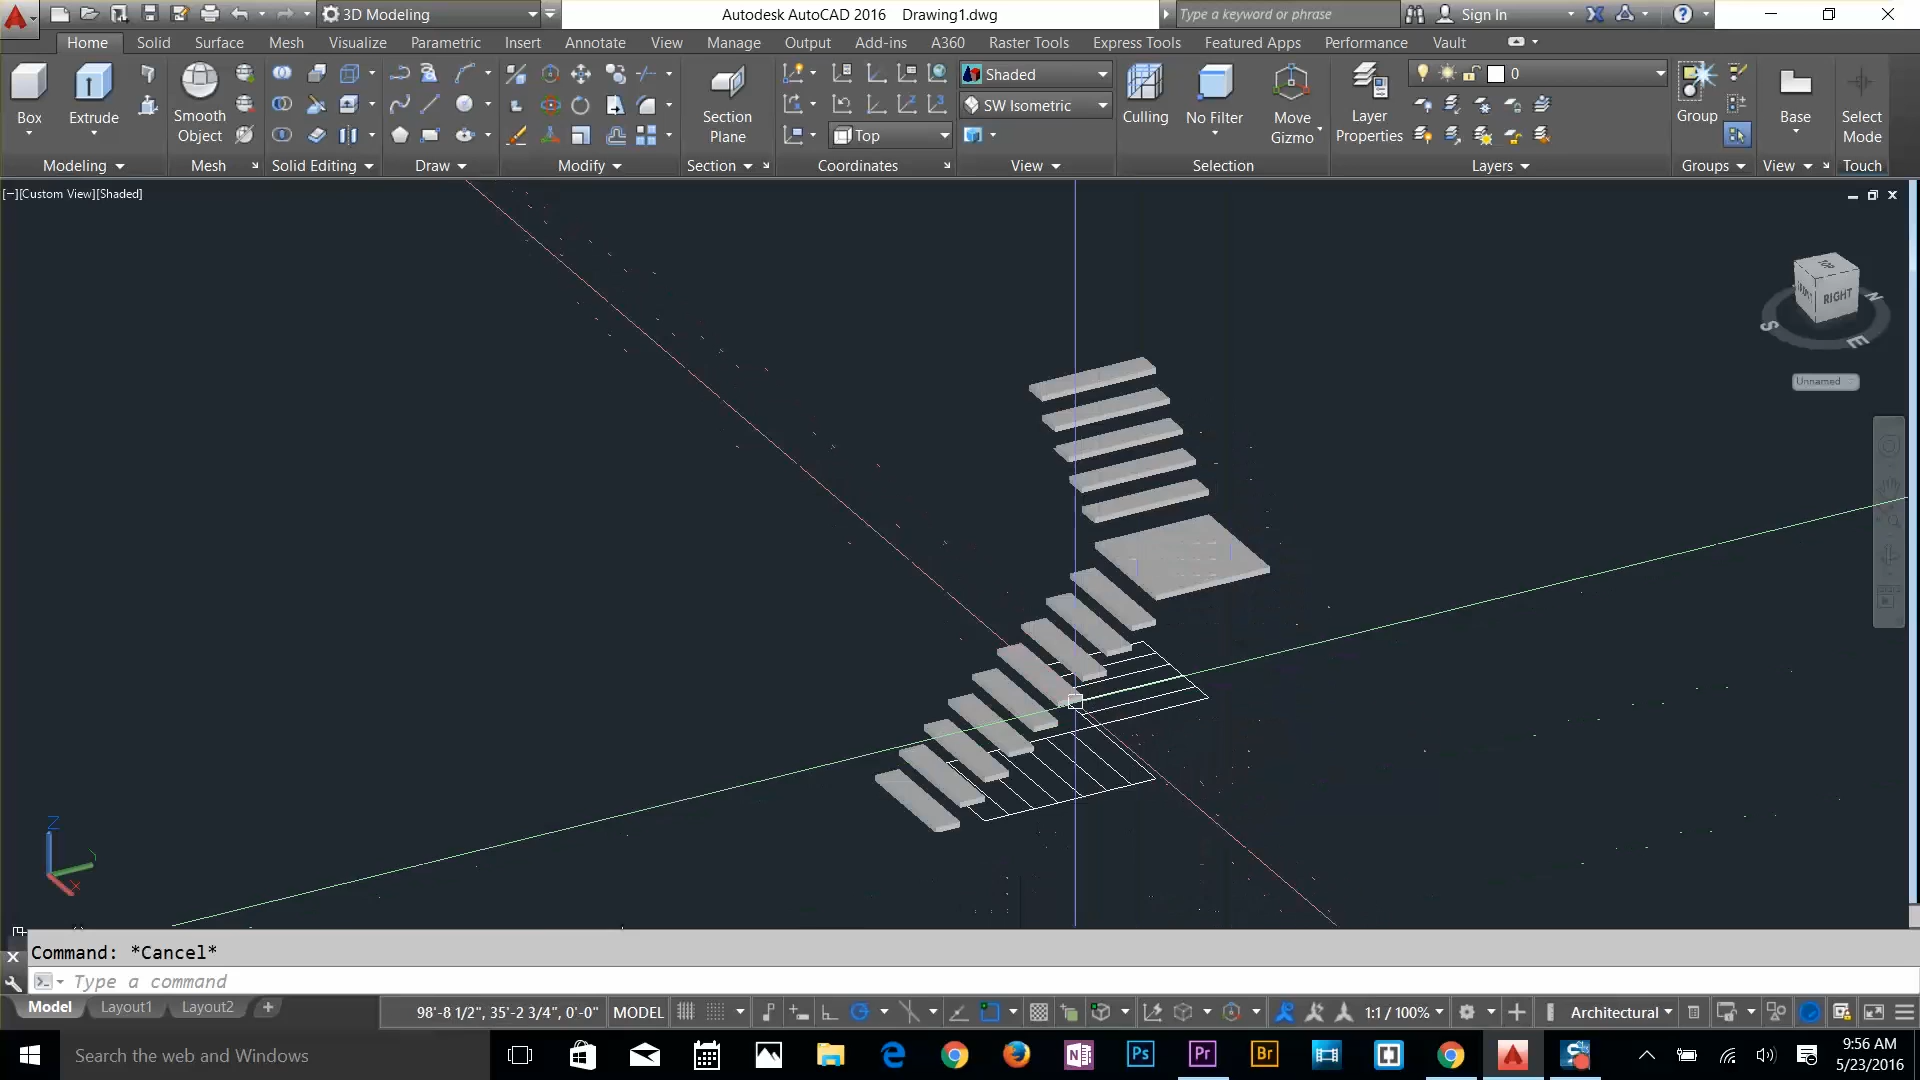 3D Modeling
Autodesk AutoCAD 2016 Drawing1.dwg
Type a keyword or phrase
Sign In
Home Solid Surface Mesh Visualize Parametric Insert Annotate View Manage Output Add-ins A360 Raster Tools Express Tools Featured Apps Performance Vault
Box
Extrude
Smooth Object
Section Plane
Top
Shaded
SW Isometric
Culling
No Filter
Move Gizmo
Layer Properties
0
Group
Base
Select Mode
Modeling Mesh Solid Editing Draw Modify Section Coordinates View Selection Layers Groups View Touch
[−][Custom View][Shaded]
TOP
RIGHT
N
S
E
Unnamed
Z
X
Command: *Cancel*
Type a command
Model Layout1 Layout2 +
98'-8 1/2", 35'-2 3/4", 0'-0" MODEL
1:1 / 100%
Architectural
Search the web and Windows
Ps
Pr
Br
9:56 AM
5/23/2016